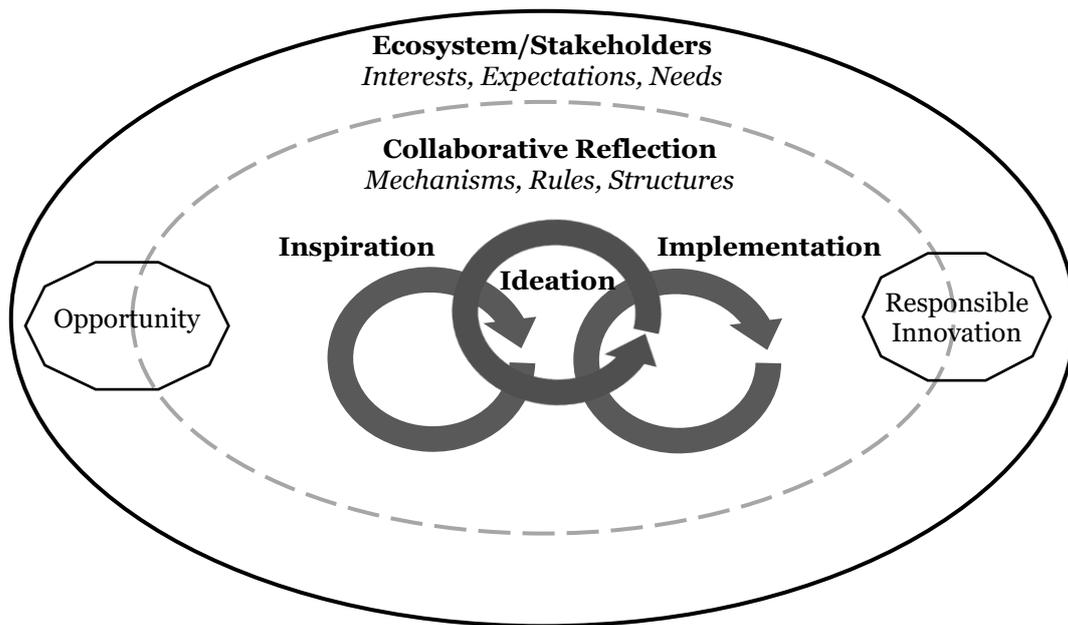 Ecosystem/Stakeholders
Interests, Expectations, Needs
Collaborative Reflection
Mechanisms, Rules, Structures
Inspiration
Implementation
Ideation
Opportunity
Responsible
Innovation